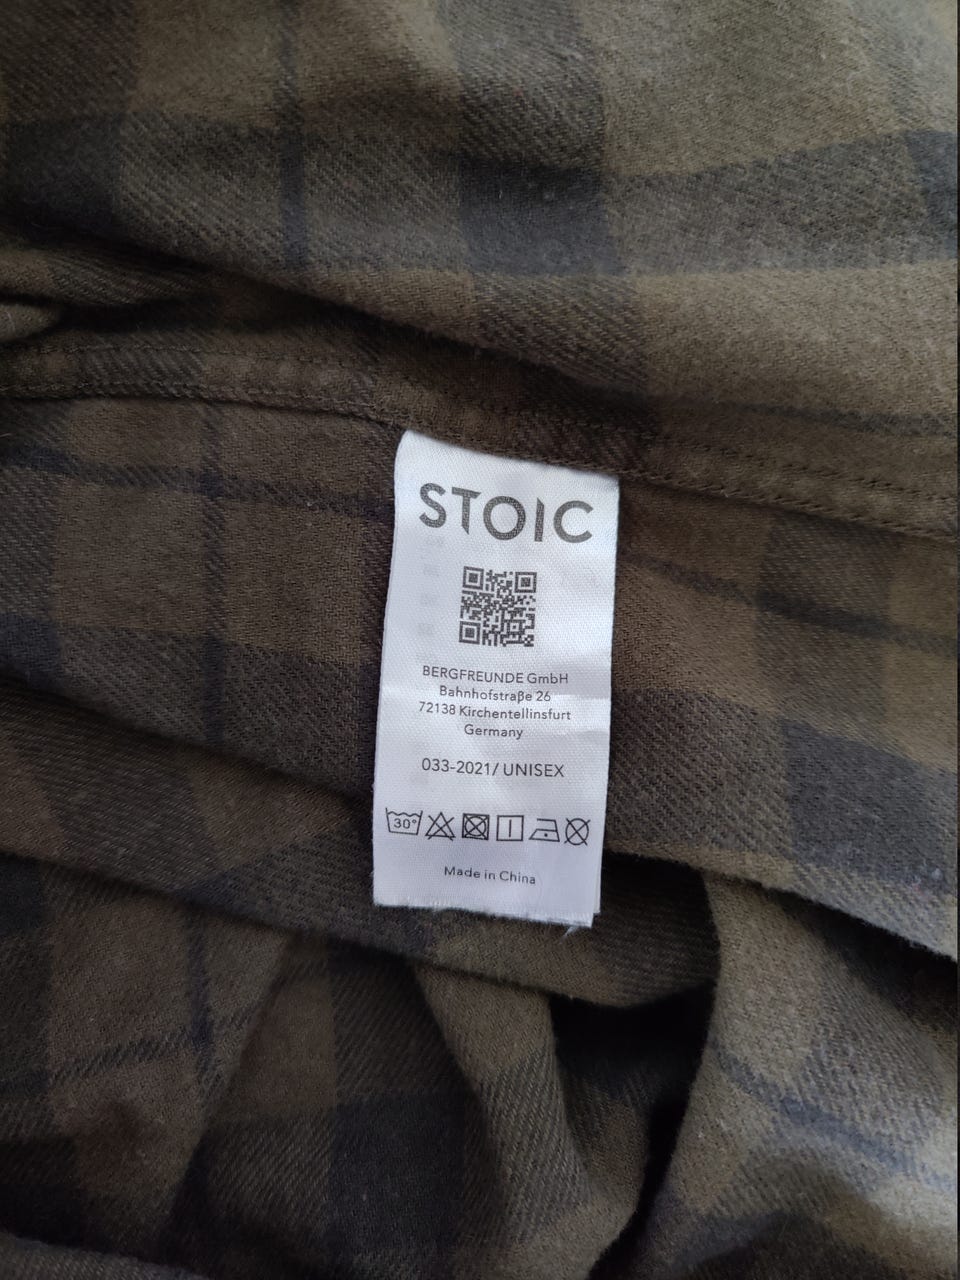 STOIC
BERGFREUNDE GmbH
Bahnhofstraße 26
72138 Kirchentellinsfurt
Germany
033-2021/ UNISEX
30°
Made in China